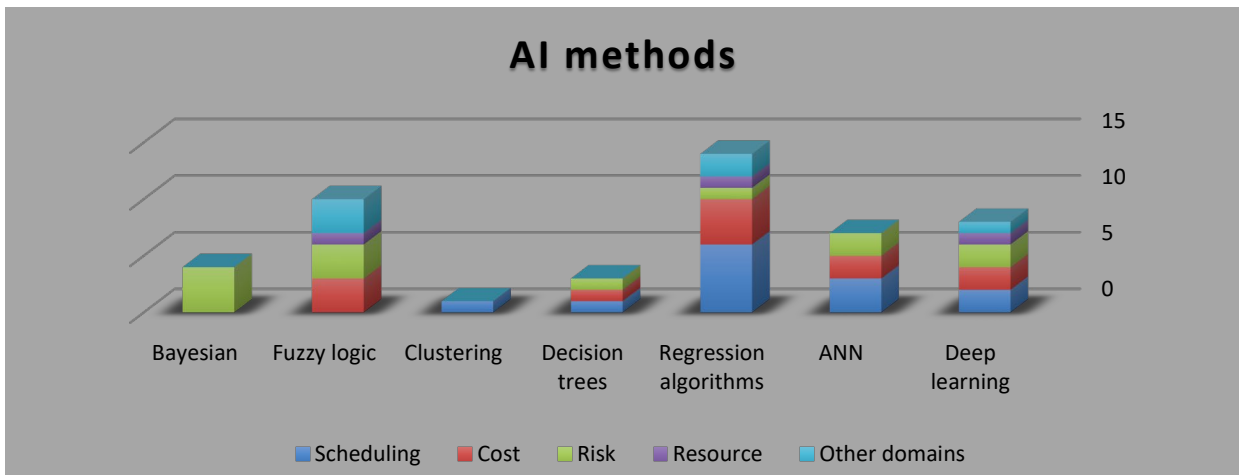 AI methods
15
10
5
0
Bayesian Fuzzy logic Clustering Decision Regression ANN Deep
trees algorithms learning
Scheduling Cost Risk Resource Other domains